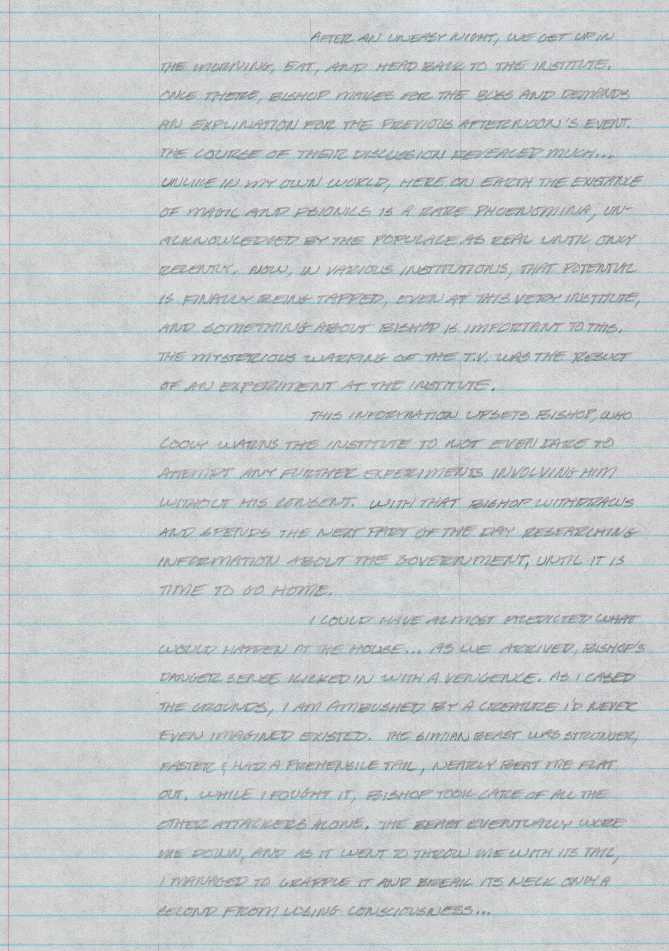 AFTER AN UNEASY NIGHT, WE GET UP IN
THE MORNING, EAT, AND HEAD BACK TO THE INSTITUTE.
ONCE THERE, BISHOP MAKES FOR THE BOSS AND DEMANDS
AN EXPLINATION FOR THE PREVIOUS AFTERNOON'S EVENT.
THE COURSE OF THEIR DISCUSSION REVEALED MUCH...
UNLIKE IN MY OWN WORLD, HERE ON EARTH THE EXISTANCE
OF MAGIC AND PSIONICS IS A RARE PHOENOMINA, UN-
ACKNOWLEDGED BY THE POPULACE AS REAL UNTIL ONLY
RECENTLY. NOW, IN VARIOUS INSTITUTIONS, THAT POTENTIAL
IS FINALLY BEING TAPPED, EVEN AT THIS VERY INSTITUTE,
AND SOMETHING ABOUT BISHOP IS IMPORTANT TO THIS.
THE MYSTERIOUS WARPING OF THE T.V. WAS THE RESULT
OF AN EXPERIMENT AT THE INSTITUTE.
THIS INFORMATION UPSETS BISHOP, WHO
COOLY WARNS THE INSTITUTE TO NOT EVEN DARE TO
ATTEMPT ANY FURTHER EXPERIMENTS INVOLVING HIM
WITHOUT HIS CONSENT. WITH THAT BISHOP WITHDRAWS
AND SPENDS THE NEXT PART OF THE DAY RESEARCHING
INFORMATION ABOUT THE GOVERNMENT, UNTIL IT IS
TIME TO GO HOME.
I COULD HAVE ALMOST PREDICTED WHAT
WOULD HAPPEN AT THE HOUSE... AS WE ARRIVED, BISHOP'S
DANGER SENSE KICKED IN WITH A VENGENCE. AS I CASED
THE GROUNDS, I AM AMBUSHED BY A CREATURE I'D NEVER
EVEN IMAGINED EXISTED. THE SIMIAN BEAST WAS STRONGER,
FASTER & HAD A PREHENSILE TAIL, NEARLY BEAT ME FLAT
OUT. WHILE I FOUGHT IT, BISHOP TOOK CARE OF ALL THE
OTHER ATTACKERS ALONE. THE BEAST EVENTUALLY WORE
ME DOWN, AND AS IT WENT TO THROW ME WITH ITS TAIL,
I MANAGED TO GRAPPLE IT AND BREAK ITS NECK ONLY A
SECOND FROM LOSING CONSCIOUSNESS...